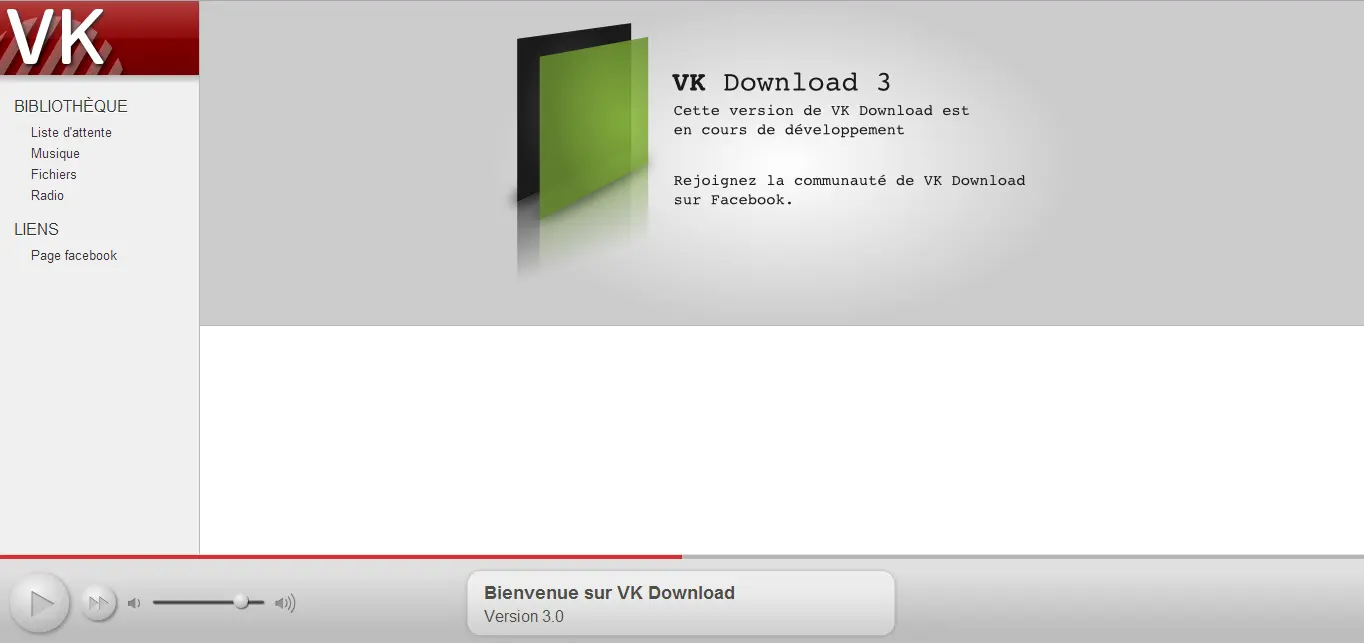 VK
BIBLIOTHÈQUE
Liste d'attente
Musique
Fichiers
Radio
LIENS
Page facebook
VK Download 3
Cette version de VK Download est
en cours de développement
Rejoignez la communauté de VK Download
sur Facebook.
Bienvenue sur VK Download
Version 3.0